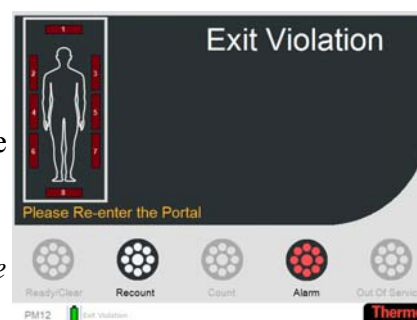 Exit Violation
1
2 3
4 5
6 7
8
Please Re-enter the Portal
e
e
Ready/Clear Recount Count Alarm Out Of Servic
PM12 Exit Violation Therm